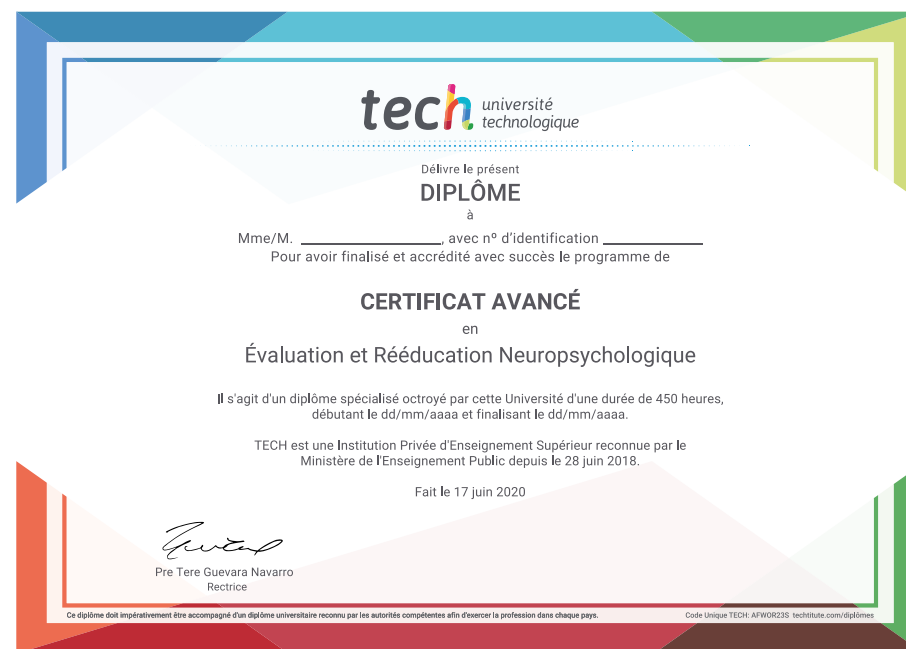 tech université
technologique
Délivre le présent
DIPLÔME
à
Mme/M. ____________________, avec nº d'identification ______________
Pour avoir finalisé et accrédité avec succès le programme de
CERTIFICAT AVANCÉ
en
Évaluation et Rééducation Neuropsychologique
Il s'agit d'un diplôme spécialisé octroyé par cette Université d'une durée de 450 heures,
débutant le dd/mm/aaaa et finalisant le dd/mm/aaaa.
TECH est une Institution Privée d'Enseignement Supérieur reconnue par le
Ministère de l'Enseignement Public depuis le 28 juin 2018.
Fait le 17 juin 2020
Pre Tere Guevara Navarro
Rectrice
Ce diplôme doit impérativement être accompagné d'un diplôme universitaire reconnu par les autorités compétentes afin d'exercer la profession dans chaque pays.
Code Unique TECH: AFWOR23S techtitute.com/diplômes